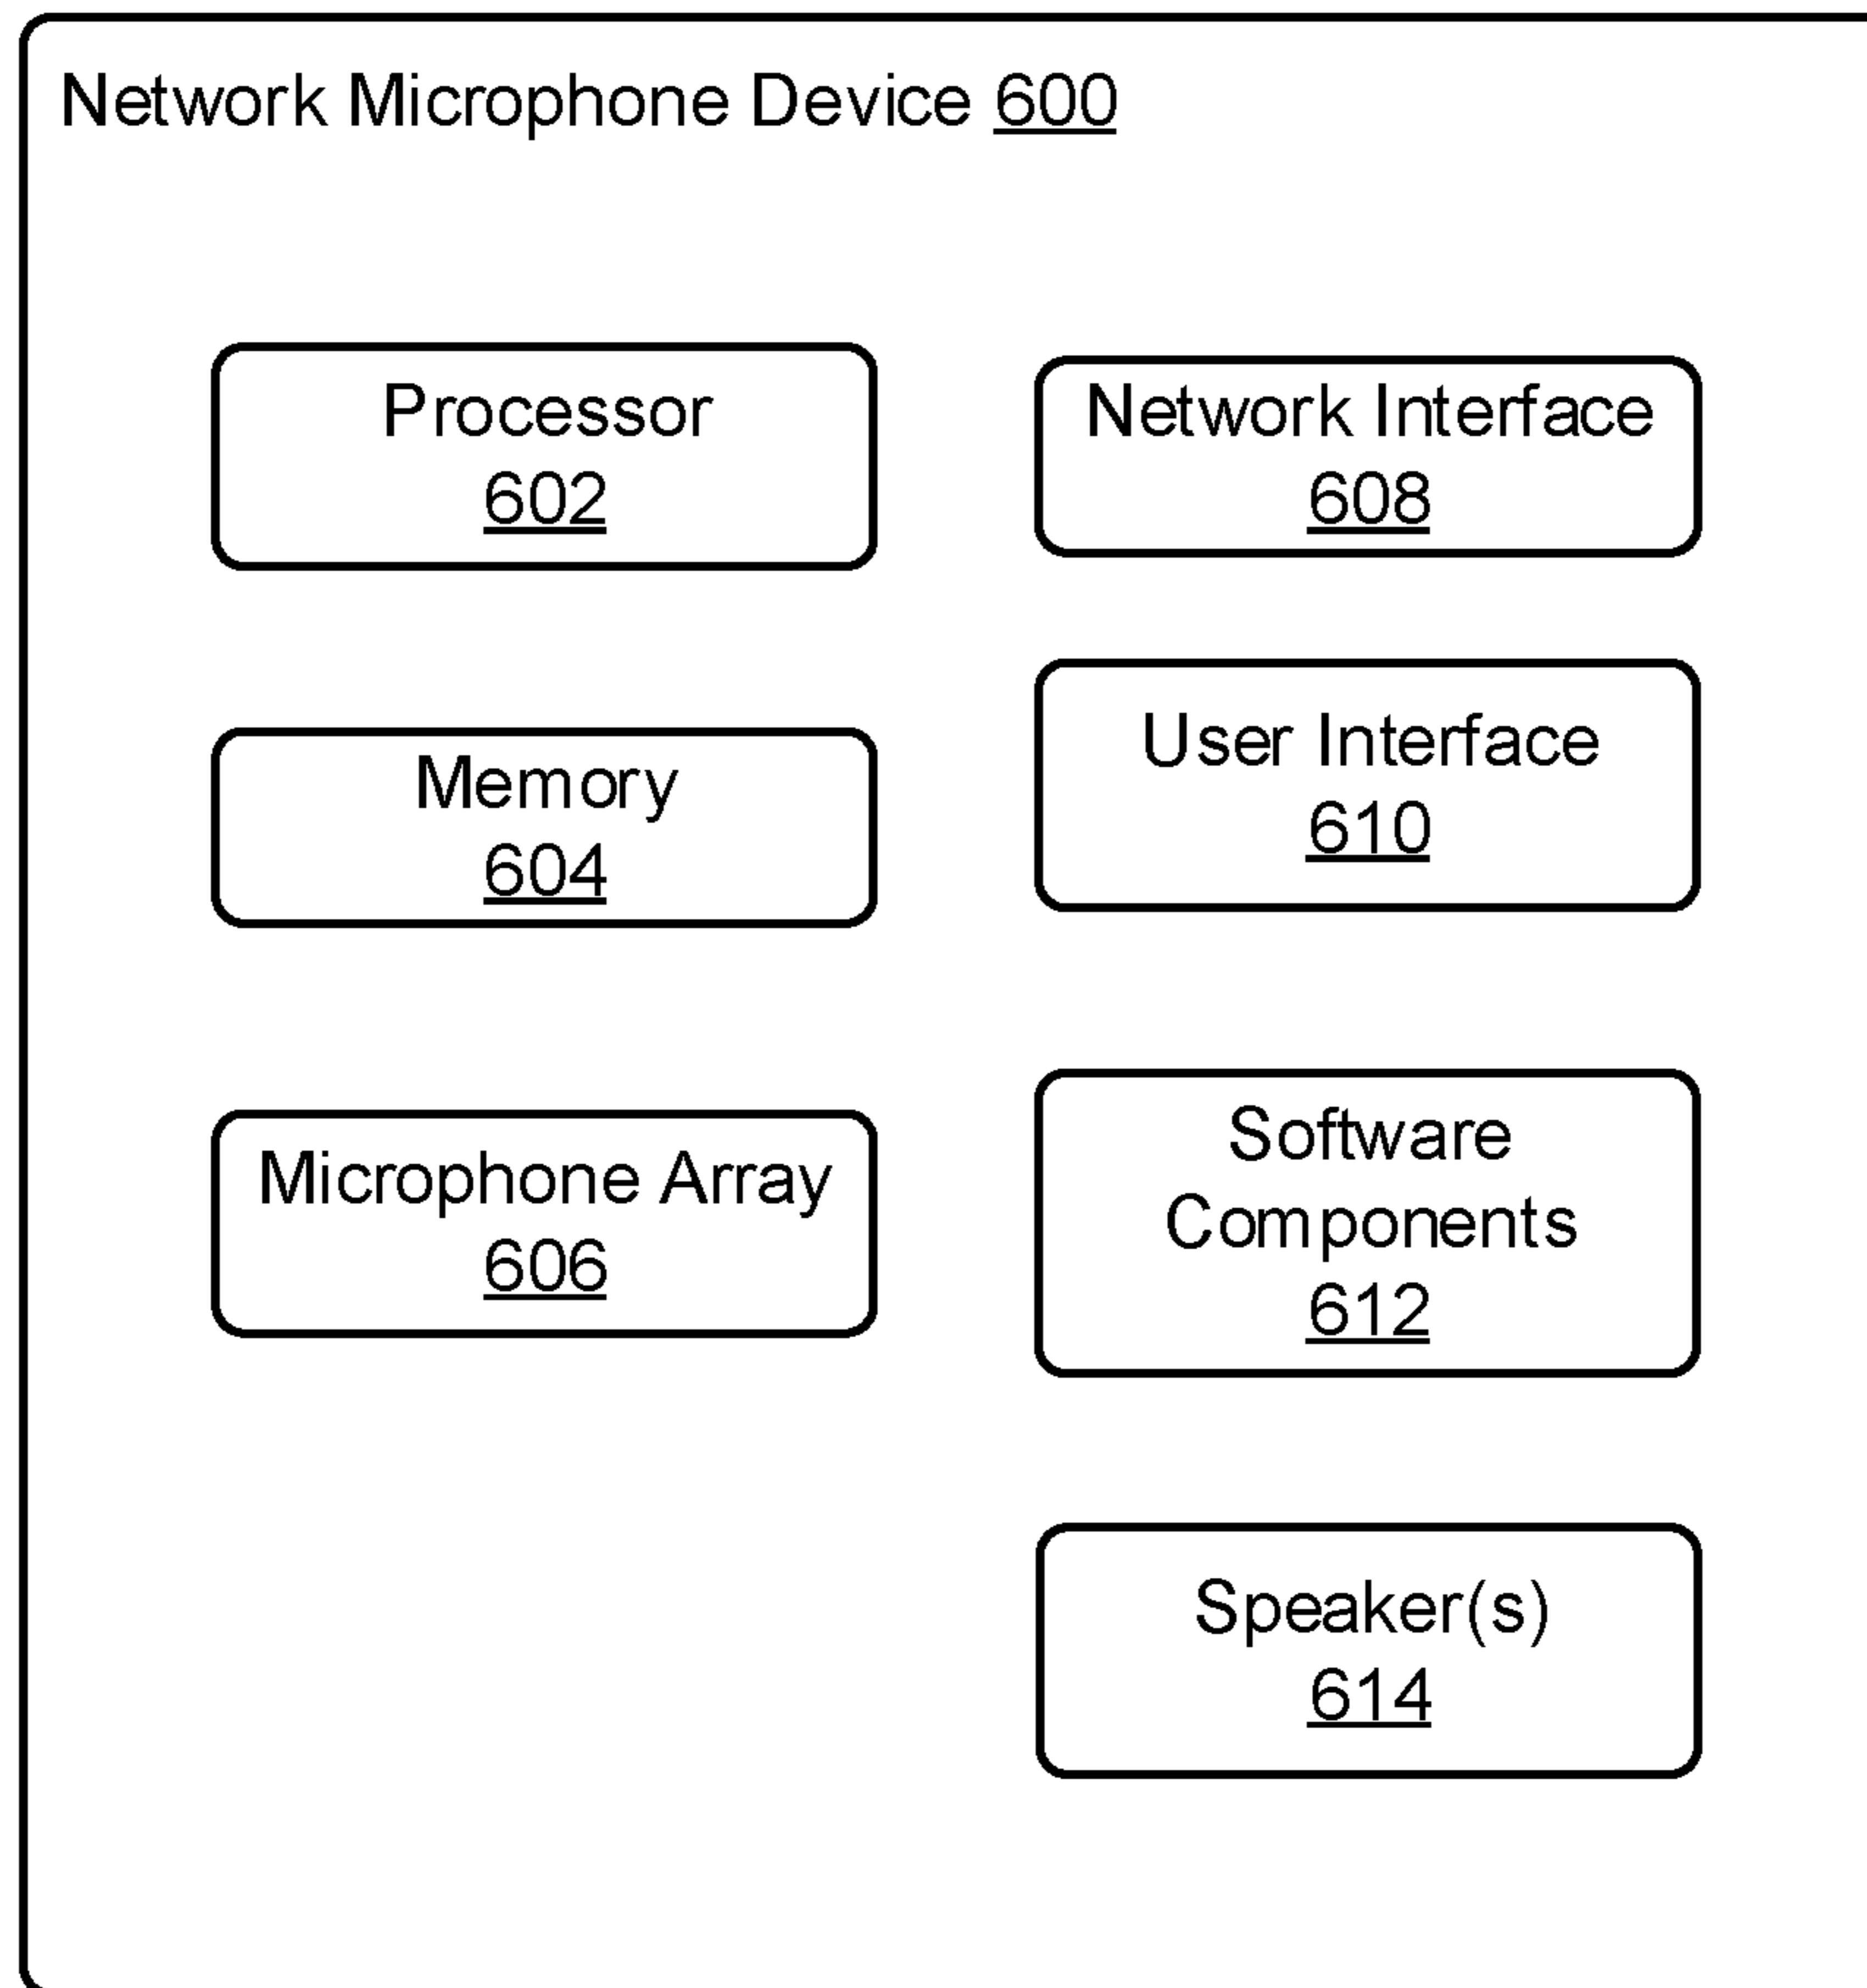 Network Microphone Device 600
Processor
602
Memory
604
Microphone Array
606
Network Interface
608
User Interface
610
Software
Components
612
Speaker(s)
614